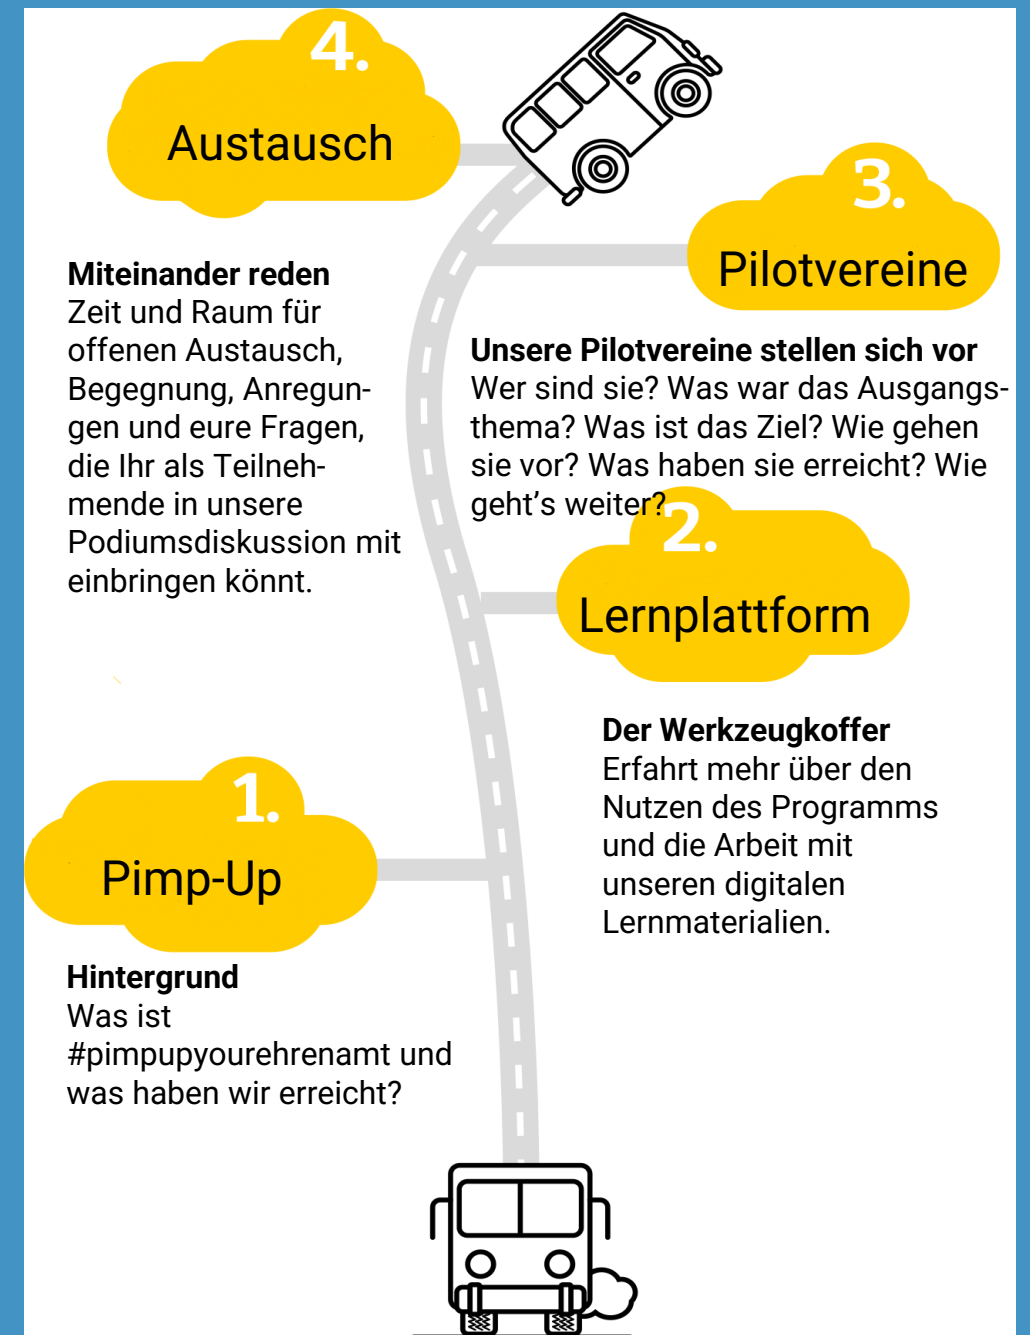 4.
Austausch
Miteinander reden
Zeit und Raum für
offenen Austausch,
Begegnung, Anregun-
gen und eure Fragen,
die Ihr als Teilneh-
mende in unsere
Podiumsdiskussion mit
einbringen könnt.
3.
Pilotvereine
Unsere Pilotvereine stellen sich vor
Wer sind sie? Was war das Ausgangs-
thema? Was ist das Ziel? Wie gehen
sie vor? Was haben sie erreicht? Wie
geht’s weiter?
2.
Lernplattform
Der Werkzeugkoffer
Erfahrt mehr über den
Nutzen des Programms
und die Arbeit mit
unseren digitalen
Lernmaterialien.
1.
Pimp-Up
Hintergrund
Was ist
#pimpupyourehrenamt und
was haben wir erreicht?